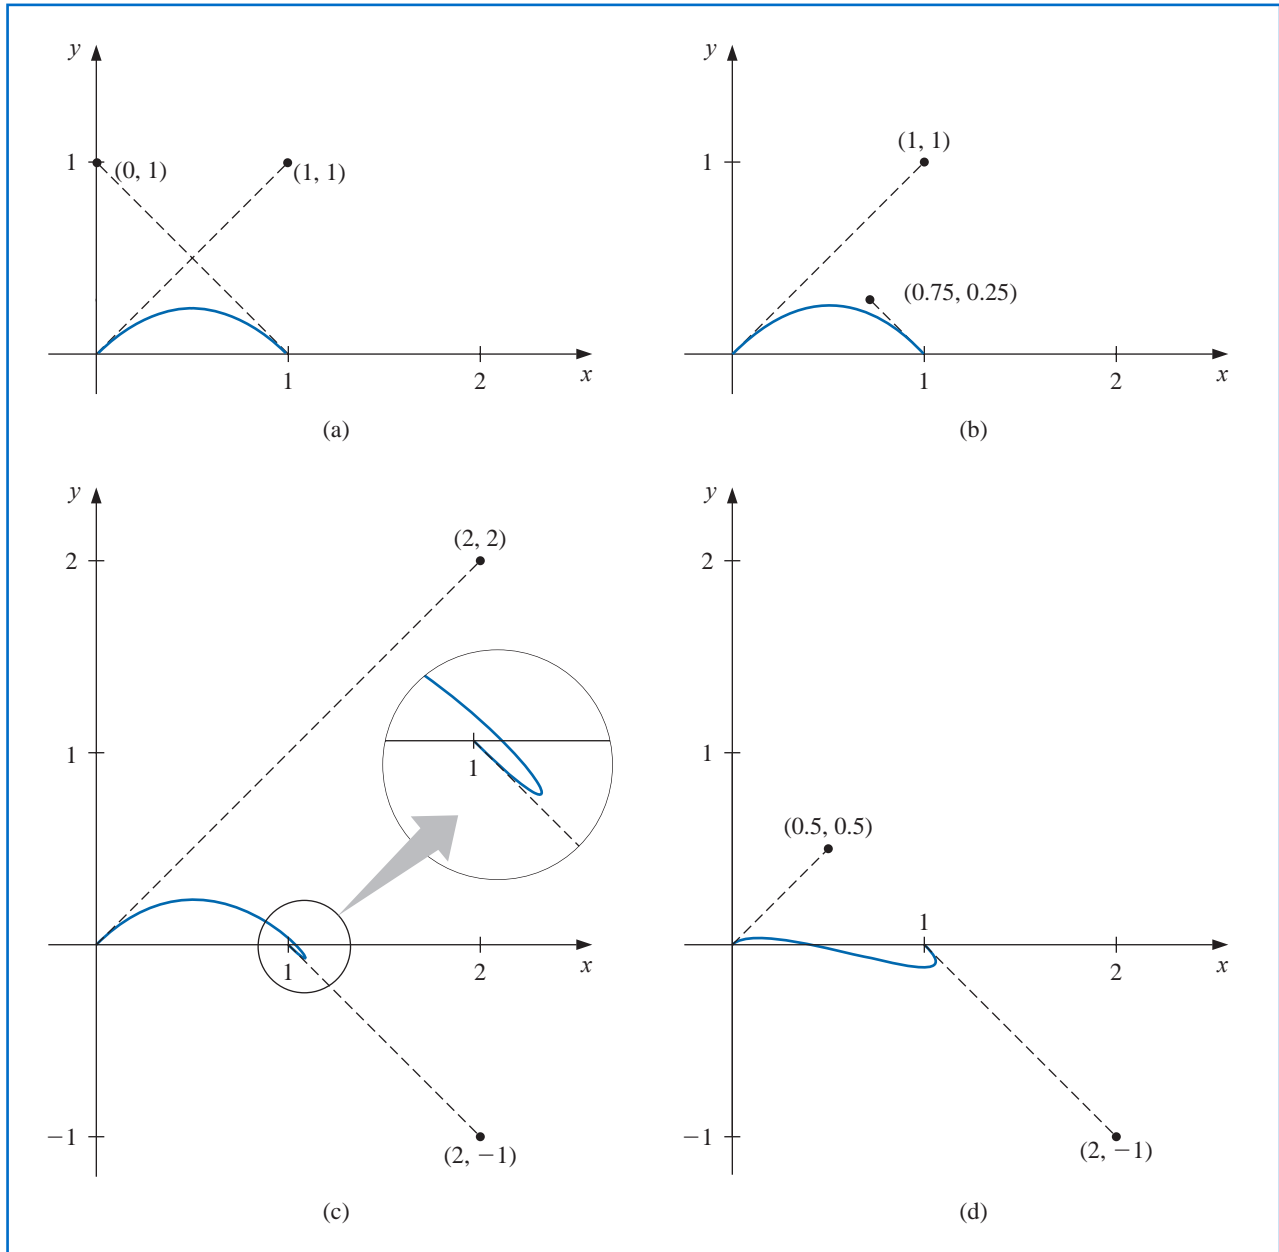 y
1
(0, 1)
(1, 1)
1
2
x
(a)
y
1
(1, 1)
(0.75, 0.25)
1
2
x
(b)
y
2
(2, 2)
1
1
1
2
x
−1
(2, −1)
(c)
y
2
1
(0.5, 0.5)
1
2
x
−1
(2, −1)
(d)